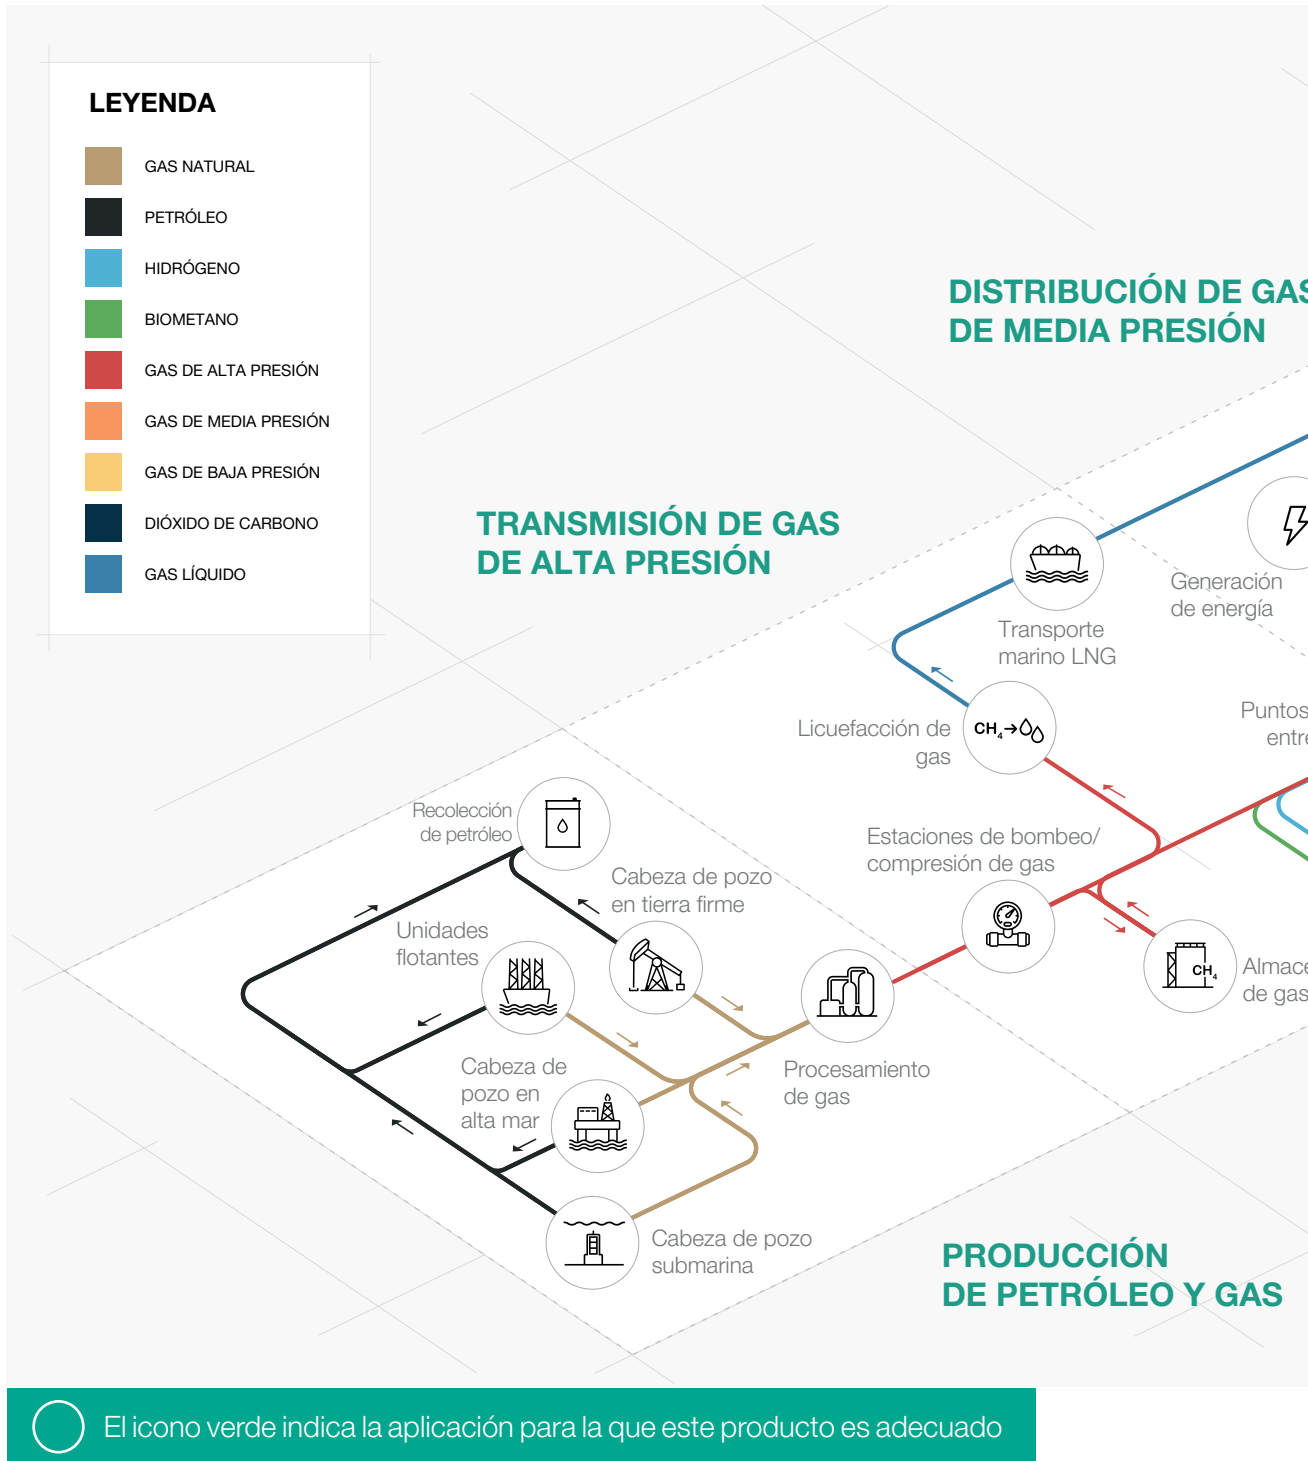 LEYENDA
GAS NATURAL
PETRÓLEO
HIDRÓGENO
BIOMETANO
GAS DE ALTA PRESIÓN
GAS DE MEDIA PRESIÓN
GAS DE BAJA PRESIÓN
DIÓXIDO DE CARBONO
GAS LÍQUIDO
DISTRIBUCIÓN DE GAS
DE MEDIA PRESIÓN
TRANSMISIÓN DE GAS
DE ALTA PRESIÓN
Generación
de energía
Transporte
marino LNG
Puntos
entre
Licuefacción de
gas
CH₄→
Recolección
de petróleo
Estaciones de bombeo/
compresión de gas
Cabeza de pozo
en tierra firme
Unidades
flotantes
CH₄
Almace
de gas
Cabeza de
pozo en
alta mar
Procesamiento
de gas
Cabeza de pozo
submarina
PRODUCCIÓN
DE PETRÓLEO Y GAS
El icono verde indica la aplicación para la que este producto es adecuado